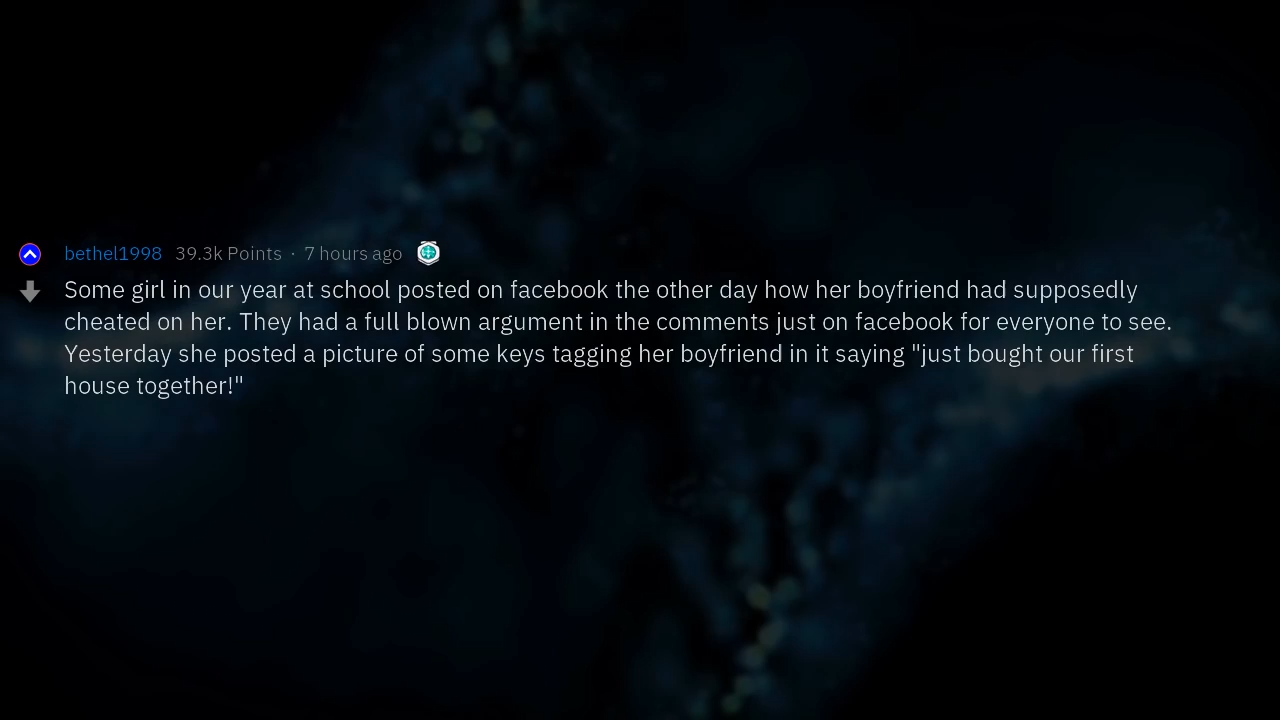 bethel1998 39.3k Points · 7 hours ago
Some girl in our year at school posted on facebook the other day how her boyfriend had supposedly
cheated on her. They had a full blown argument in the comments just on facebook for everyone to see.
Yesterday she posted a picture of some keys tagging her boyfriend in it saying "just bought our first
house together!"